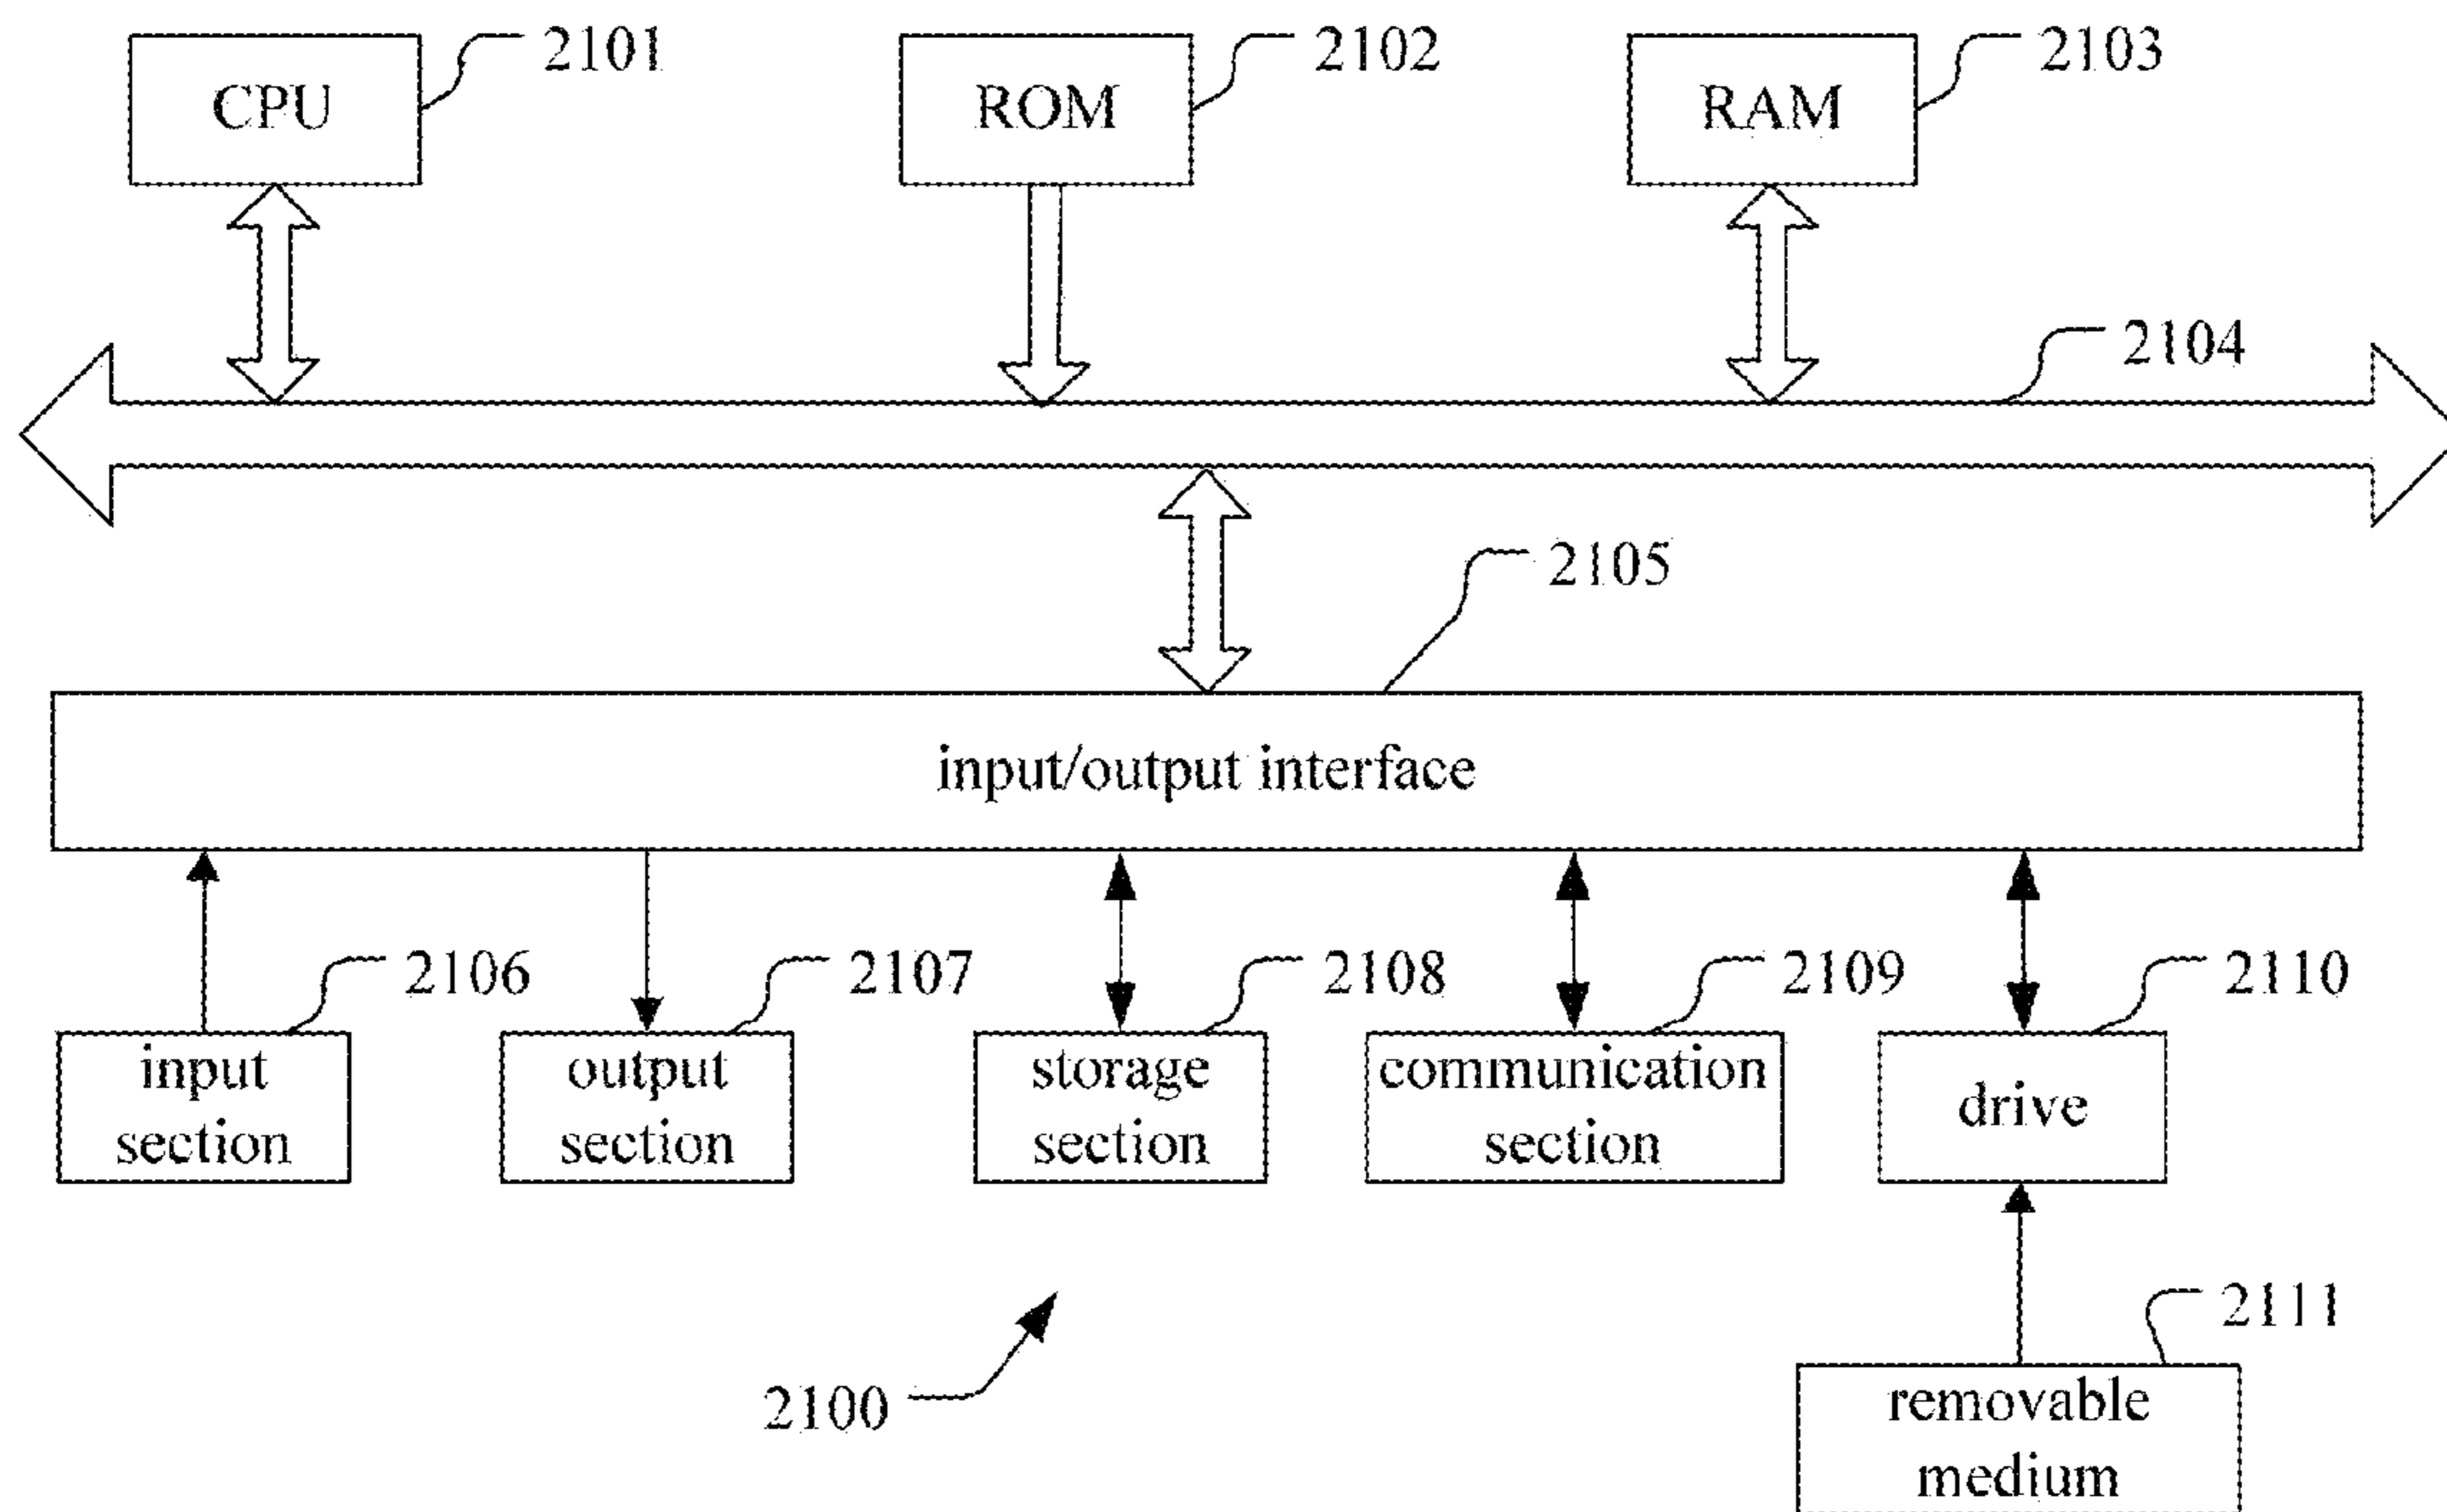 CPU
2101
ROM
2102
RAM
2103
2104
2105
input/output interface
2106
2107
2108
2109
2110
input
section
output
section
storage
section
communication
section
drive
2111
2100
removable
medium